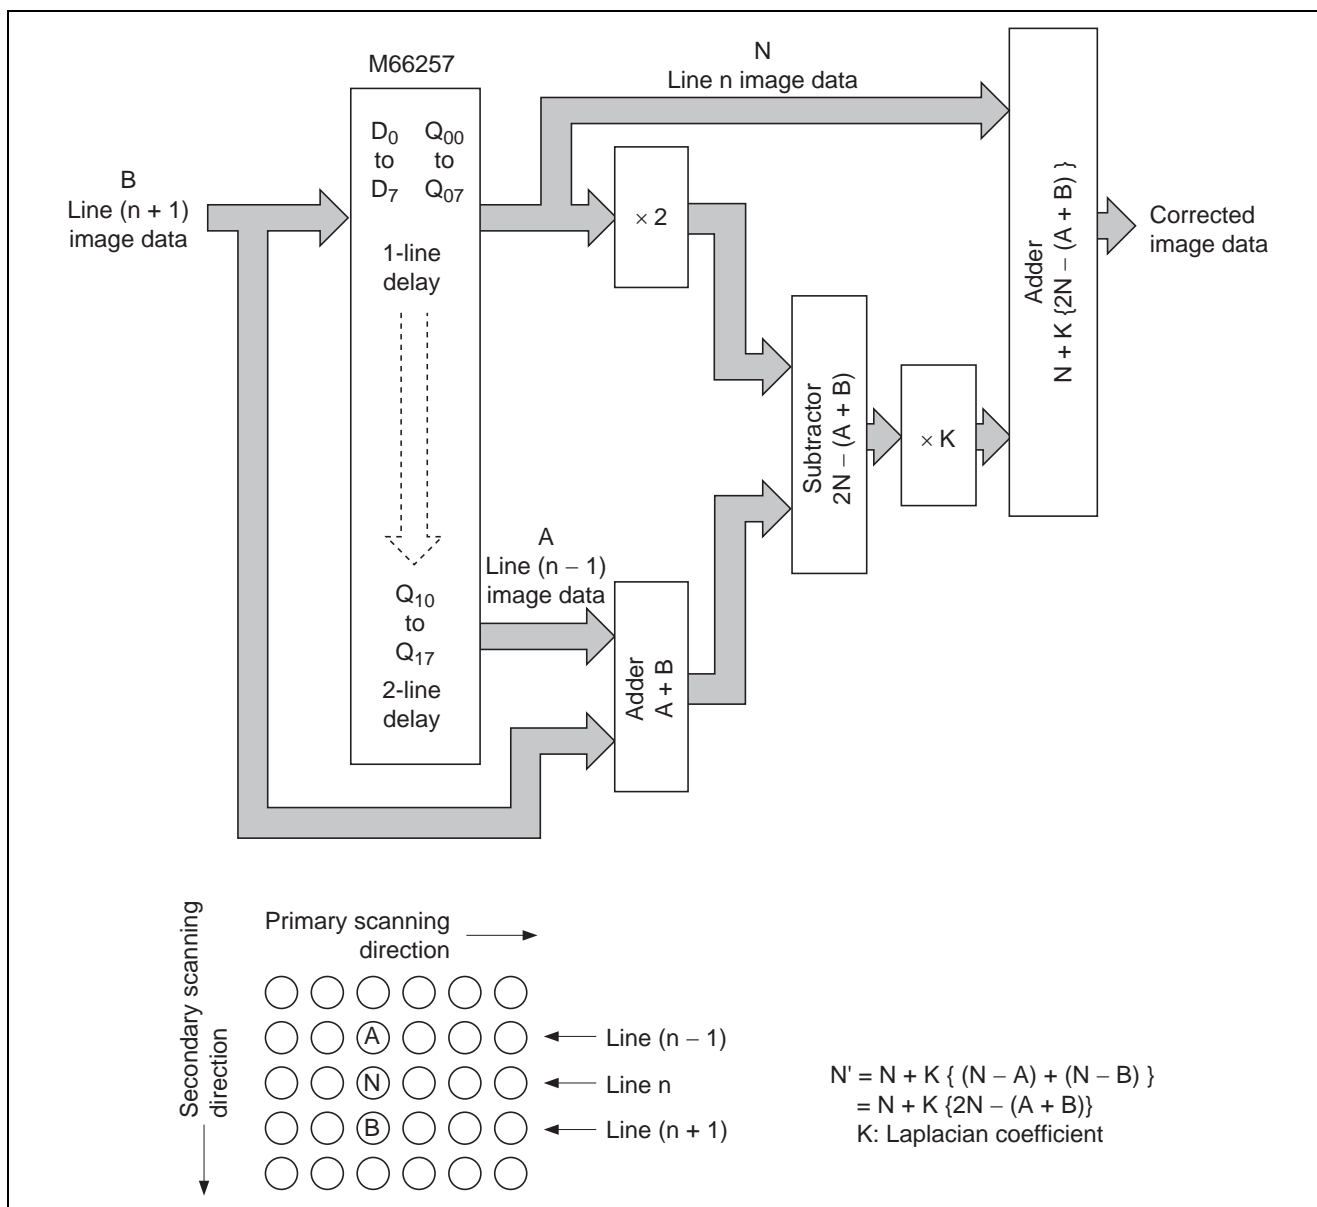 M66257
N
Line n image data
D0 Q00
to to
D7 Q07
B
Line (n + 1)
image data
1-line
delay
× 2
Adder
N + K {2N – (A + B) }
Corrected
image data
Subtractor
2N – (A + B)
× K
A
Line (n – 1)
image data
Q10
to
Q17
2-line
delay
Adder
A + B
Primary scanning
direction
Secondary scanning
direction
A
N
B
Line (n – 1)
Line n
Line (n + 1)
N' = N + K { (N – A) + (N – B) }
= N + K {2N – (A + B)}
K: Laplacian coefficient